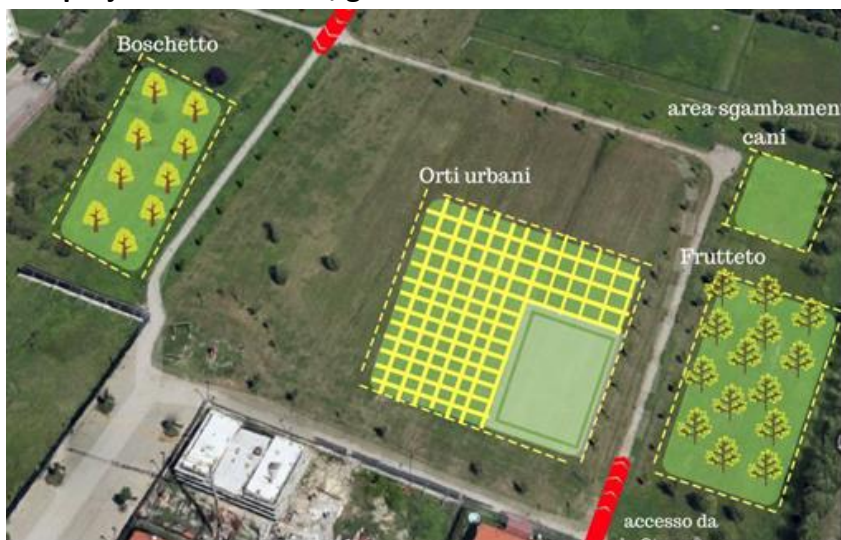 Boschetto
area sgambamen
cani
Orti urbani
Frutteto
accesso da